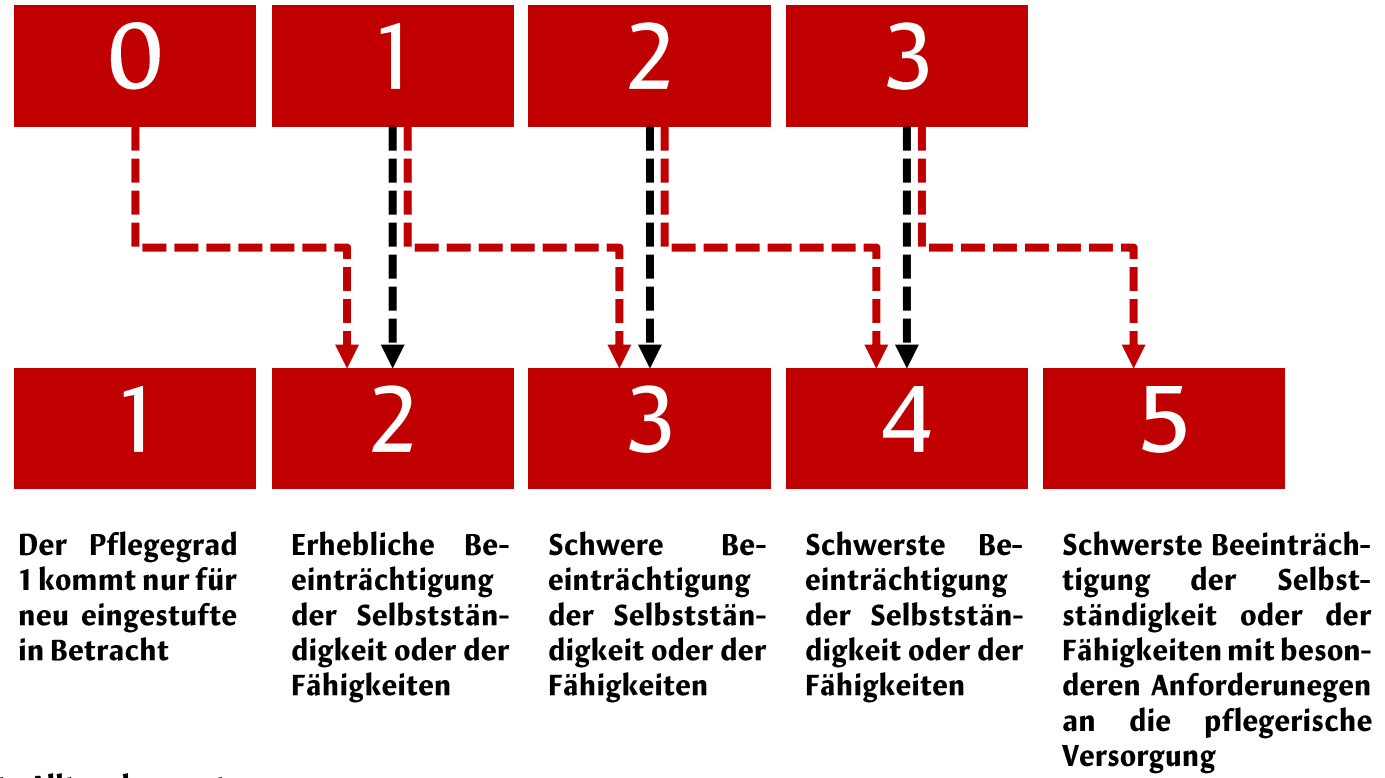 0
1
2
3
1
2
3
4
5
Der Pflegegrad
1 kommt nur für
neu eingestufte
in Betracht
Erhebliche Be-
einträchtigung
der Selbststän-
digkeit oder der
Fähigkeiten
Schwere Be-
einträchtigung
der Selbststän-
digkeit oder der
Fähigkeiten
Schwerste Be-
einträchtigung
der Selbststän-
digkeit oder der
Fähigkeiten
Schwerste Beeinträch-
tigung der Selbst-
ständigkeit oder der
Fähigkeiten mit beson-
deren Anforderunegen
an die pflegerische
Versorgung